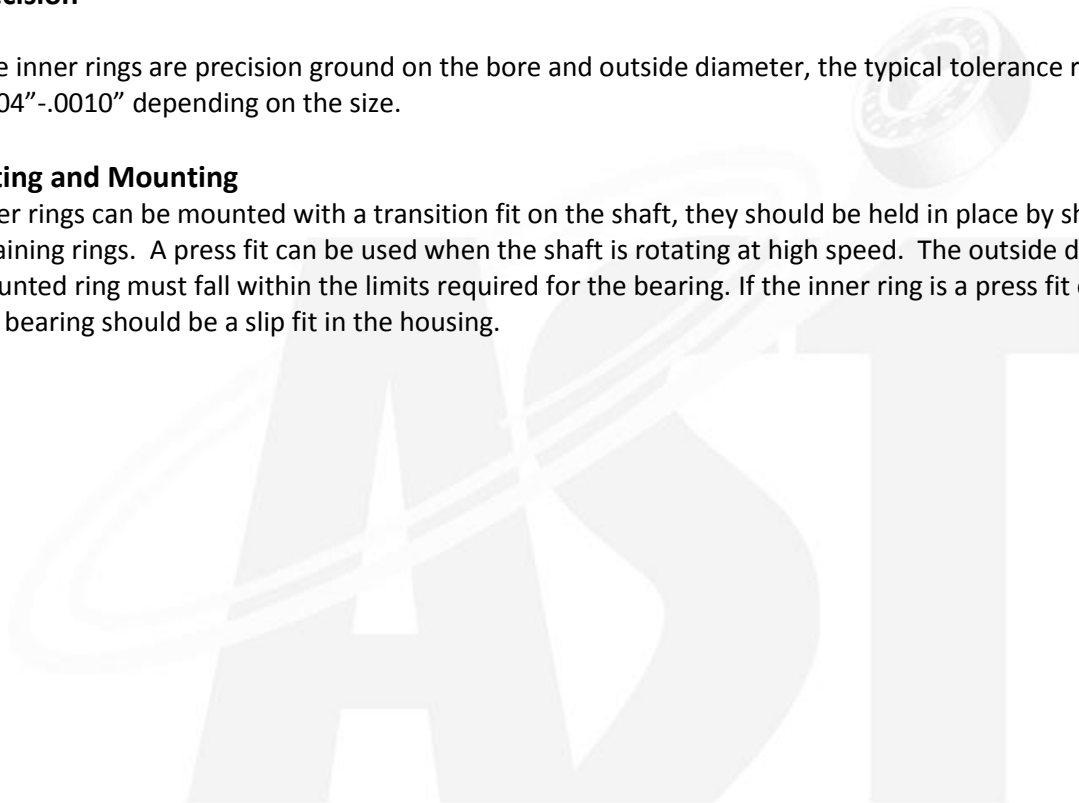 cision
e inner rings are precision ground on the bore and outside diameter, the typical tolerance r
04”-.0010” depending on the size.
ting and Mounting
er rings can be mounted with a transition fit on the shaft, they should be held in place by sh
aining rings.  A press fit can be used when the shaft is rotating at high speed.  The outside d
unted ring must fall within the limits required for the bearing. If the inner ring is a press fit
bearing should be a slip fit in the housing.
AST